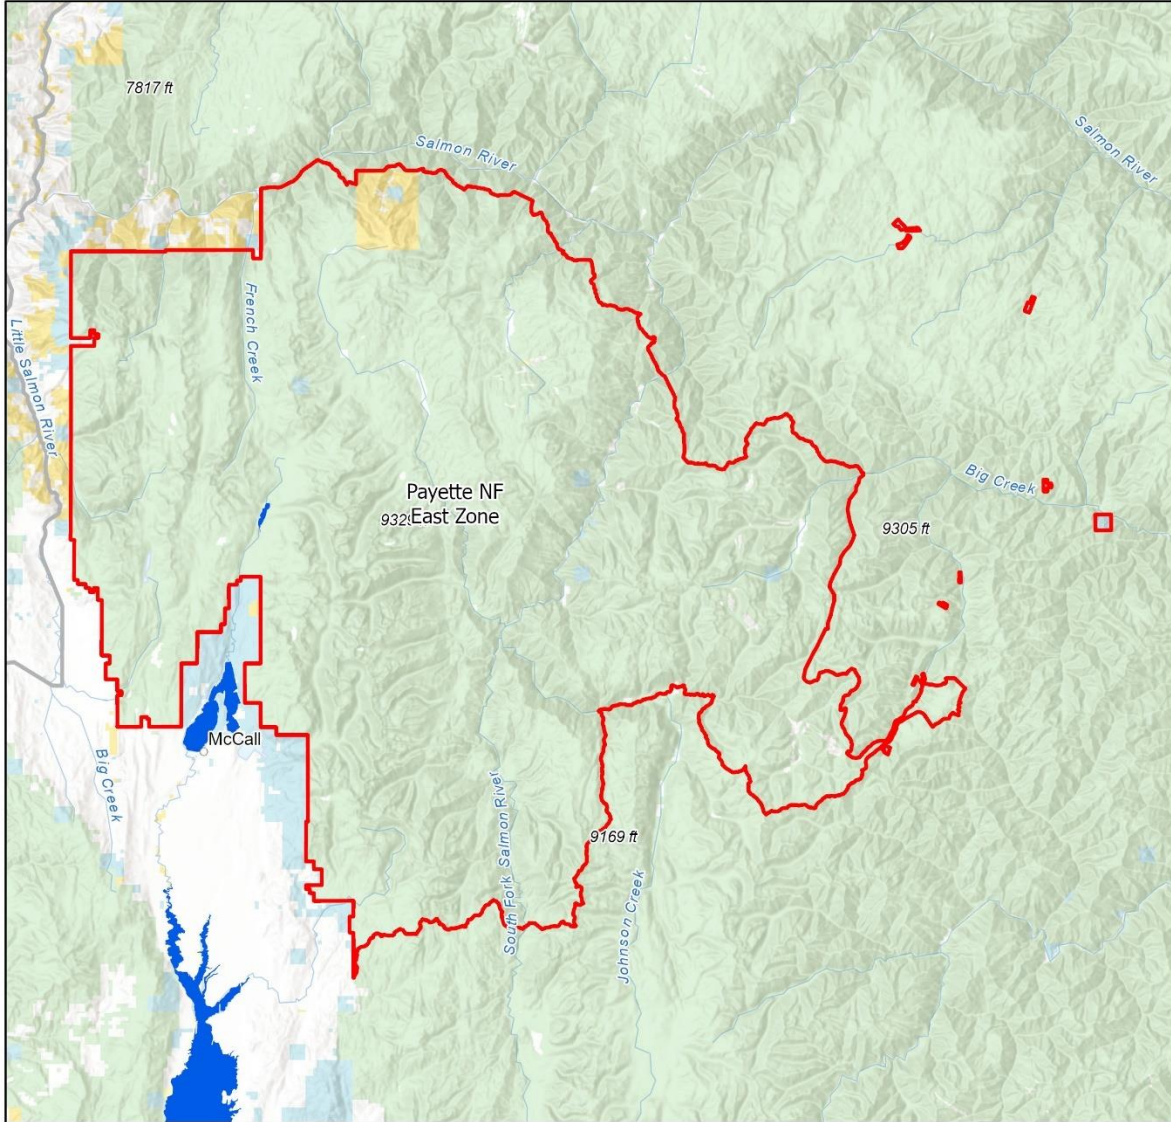 7817 ft
Salmon River
Salmon River
French Creek
Little Salmon River
Payette NF
East Zone
Big Creek
9305 ft
McCall
Big Creek
South Fork Salmon River
9169 ft
Johnson Creek